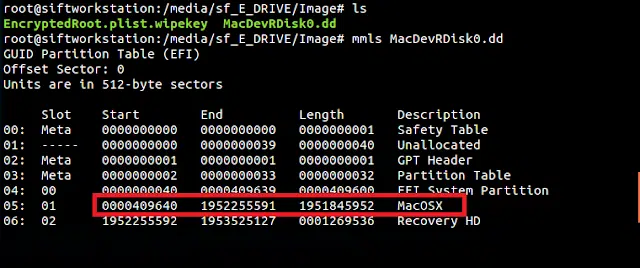 root@siftworkstation:/media/sf_E_DRIVE/Image# ls
EncryptedRoot.plist.wipekey  MacDevRDisk0.dd
root@siftworkstation:/media/sf_E_DRIVE/Image# mmls MacDevRDisk0.dd
GUID Partition Table (EFI)
Offset Sector: 0
Units are in 512-byte sectors
Slot Start End Length Description
00: Meta 0000000000 0000000000 0000000001 Safety Table
01: ----- 0000000000 0000000039 0000000040 Unallocated
02: Meta 0000000001 0000000001 0000000001 GPT Header
03: Meta 0000000002 0000000033 0000000032 Partition Table
04: 00 0000000040 0000409639 0000409600 EFI System Partition
05: 01 0000409640 1952255591 1951845952 MacOSX
06: 02 1952255592 1953525127 0001269536 Recovery HD